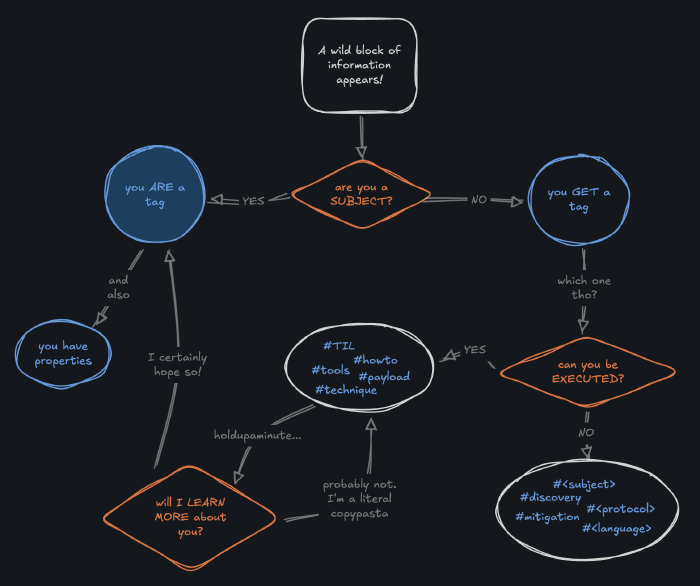 A wild block of
information
appears!
are you a
SUBJECT?
YES
NO
you ARE a
tag
you GET a
tag
and
also
you have
properties
which one
tho?
can you be
EXECUTED?
YES
NO
#TIL
#howto
#tools
#payload
#technique
I certainly
hope so!
holdupaminute...
will I LEARN
MORE about
you?
probably not.
I'm a literal
copypasta
#<subject>
#discovery
#<protocol>
#mitigation
#<language>